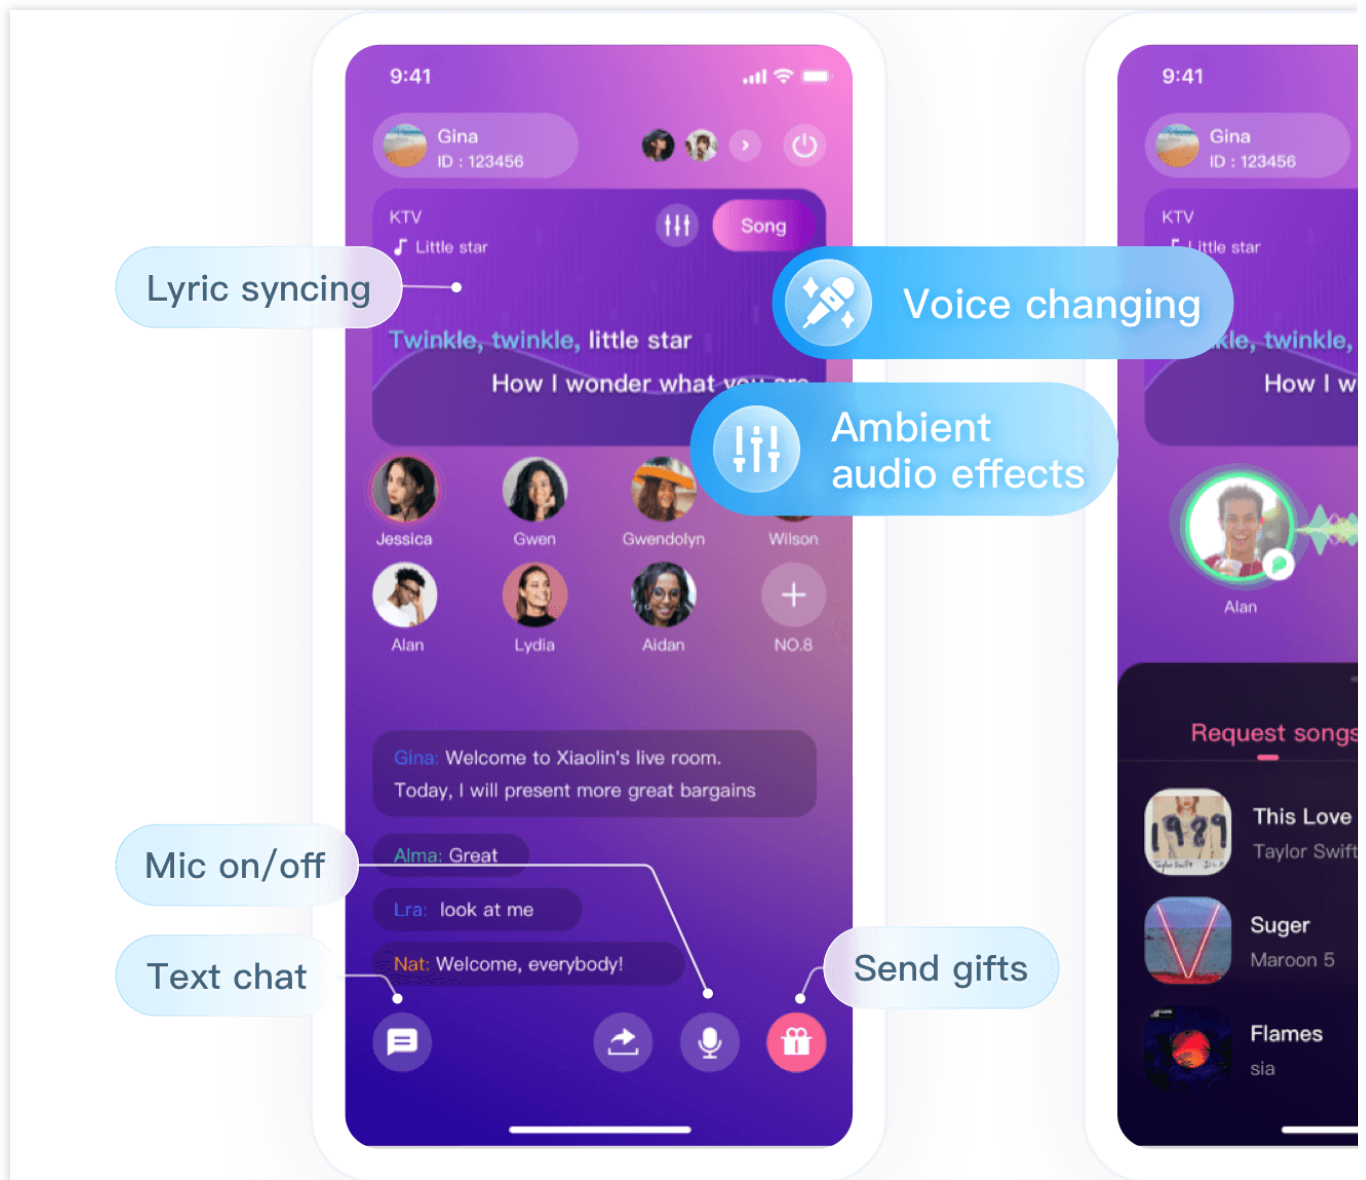 9:41
Gina
ID : 123456
KTV
Song
Little star
Lyric syncing
Voice changing
Twinkle, twinkle, little star
How I wonder what you are
Ambient
audio effects
Jessica
Gwen
Gwendolyn
Wilson
Alan
Lydia
Aidan
NO.8
Gina: Welcome to Xiaolin's live room.
Today, I will present more great bargains
Mic on/off
Alma: Great
Lra: look at me
Text chat
Nat: Welcome, everybody!
Send gifts
9:41
Gina
ID : 123456
KTV
Little star
twinkle,
How I
Alan
Request songs
1989
This Love
Taylor Swift
Suger
Maroon 5
Flames
sia